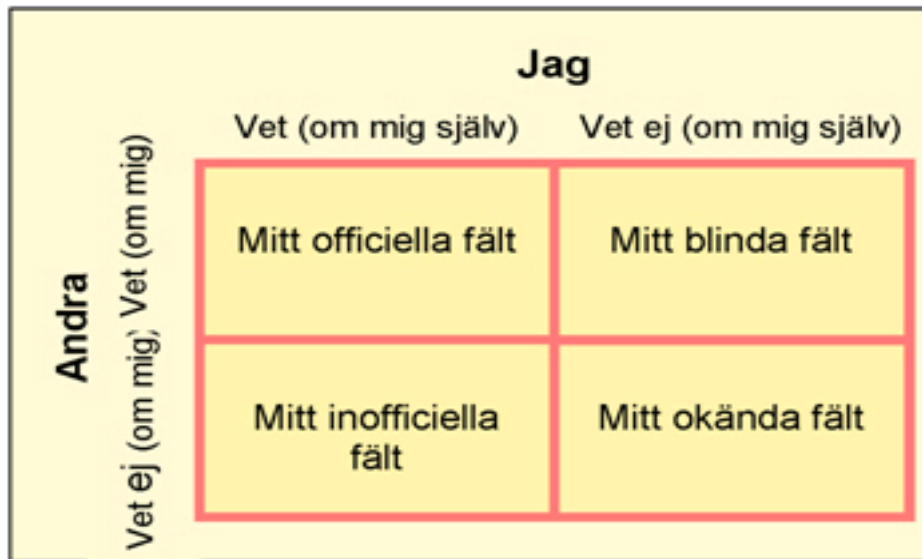 Jag
Vet (om mig själv)
Vet ej (om mig själv)
Andra
Vet (om mig)
Mitt officiella fält
Mitt blinda fält
Vet ej (om mig)
Mitt inofficiella
fält
Mitt okända fält